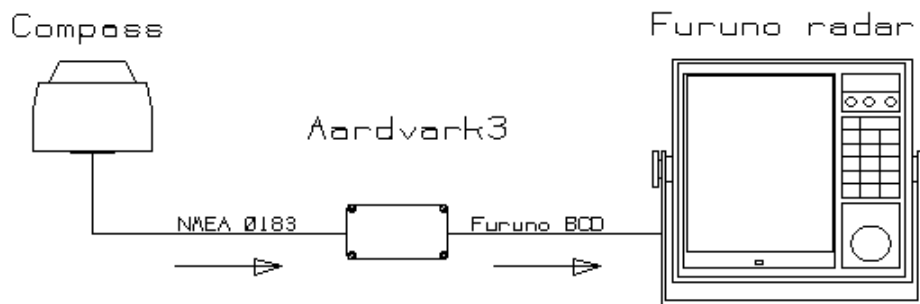 Compass
Furuno radar
Aardvark3
NMEA 0183
Furuno BCD